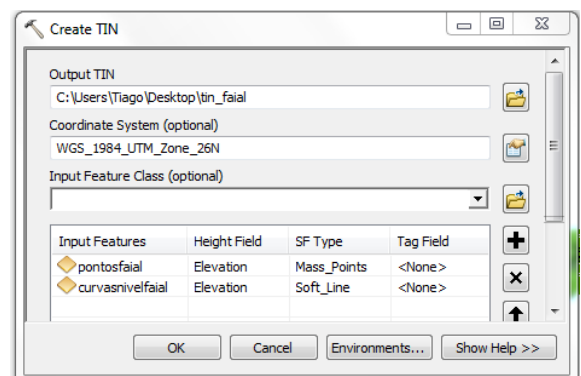 Create TIN
Output TIN
C:\Users\Tiago\Desktop\tin_faial
Coordinate System (optional)
WGS_1984_UTM_Zone_26N
Input Feature Class (optional)
Input Features Height Field SF Type Tag Field
pontosfaial Elevation Mass_Points <None>
curvasnivelfaial Elevation Soft_Line <None>
OK Cancel Environments... Show Help >>